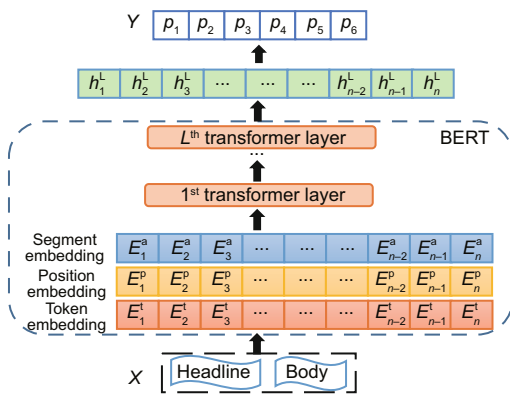 Y p₁ p₂ p₃ p₄ p₅ p₆
h₁ᴸ h₂ᴸ h₃ᴸ ... ... ... hₙ₋₂ᴸ hₙ₋₁ᴸ hₙᴸ
BERT
Lᵗʰ transformer layer
...
1ˢᵗ transformer layer
Segment embedding E₁ᵃ E₂ᵃ E₃ᵃ ... ... ... Eₙ₋₂ᵃ Eₙ₋₁ᵃ Eₙᵃ
Position embedding E₁ᵖ E₂ᵖ E₃ᵖ ... ... ... Eₙ₋₂ᵖ Eₙ₋₁ᵖ Eₙᵖ
Token embedding E₁ᵗ E₂ᵗ E₃ᵗ ... ... ... Eₙ₋₂ᵗ Eₙ₋₁ᵗ Eₙᵗ
X Headline Body